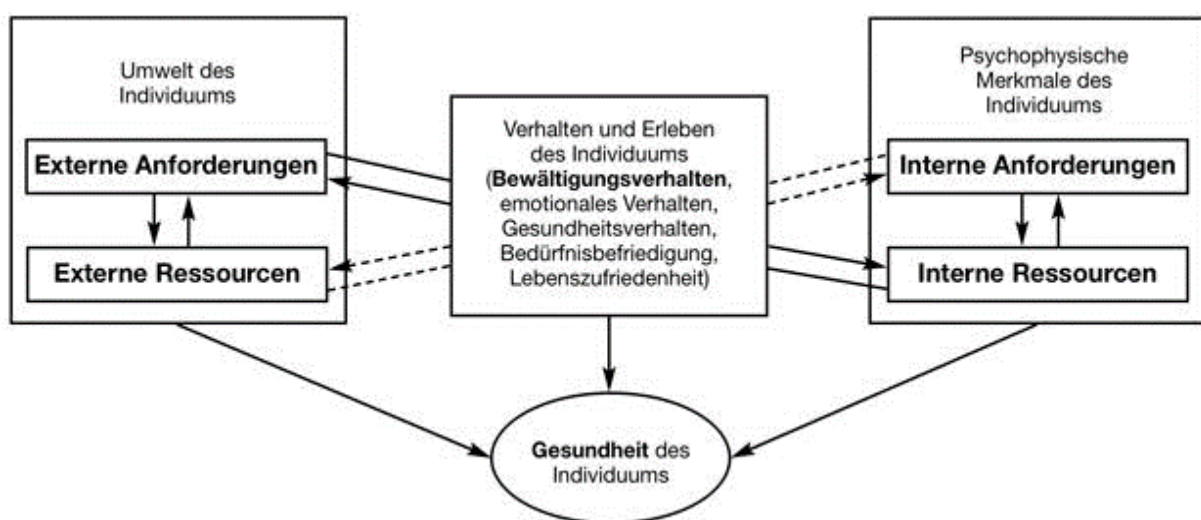 Umwelt des
Individuums
Externe Anforderungen
Externe Ressourcen
Verhalten und Erleben
des Individuums
(Bewältigungsverhalten,
emotionales Verhalten,
Gesundheitsverhalten,
Bedürfnisbefriedigung,
Lebenszufriedenheit)
Psychophysische
Merkmale des
Individuums
Interne Anforderungen
Interne Ressourcen
Gesundheit des
Individuums